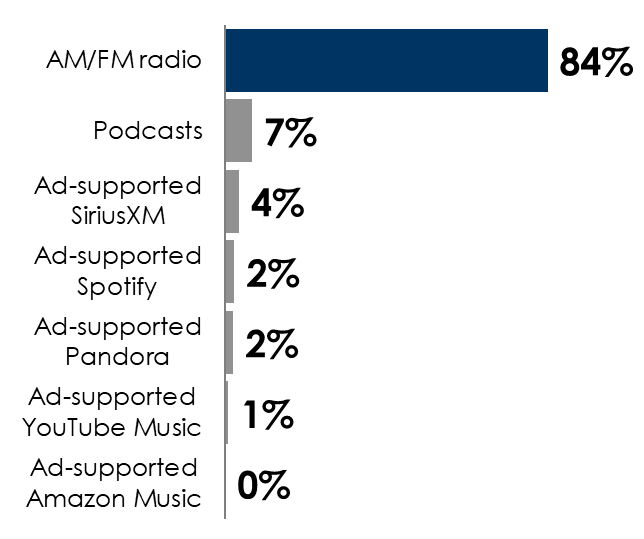 AM/FM radio
84%
Podcasts
7%
Ad-supported
SiriusXM
4%
Ad-supported
Spotify
2%
Ad-supported
Pandora
2%
Ad-supported
YouTube Music
1%
Ad-supported
Amazon Music
0%